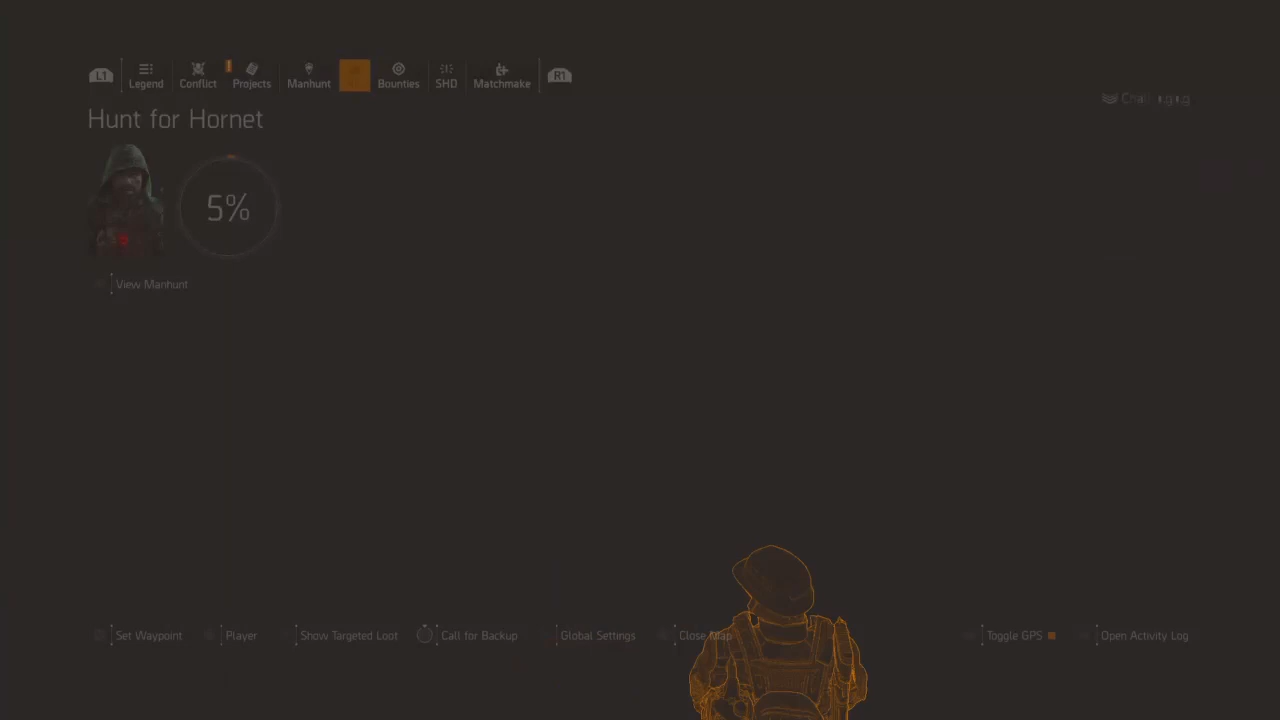 L1 Legend Conflict Projects Manhunt Bounties SHD Matchmake R1
Hunt for Hornet
5%
View Manhunt
Set Waypoint Player Show Targeted Loot Call for Backup Global Settings Close Map Toggle GPS Open Activity Log